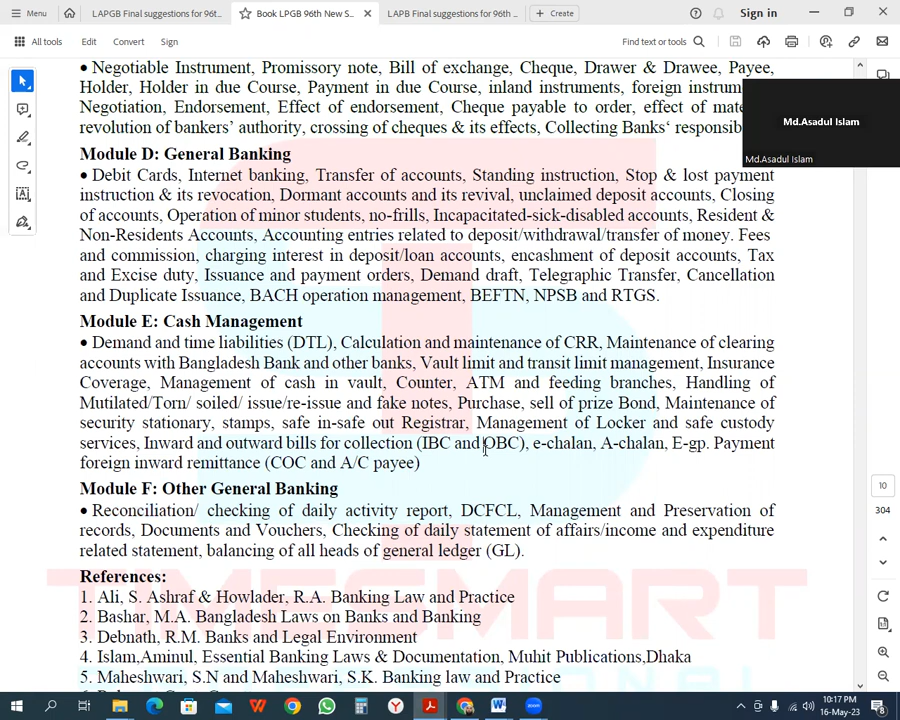 Menu
LAPGB Final suggestions for 96t...
Book LPGB 96th New S...
LAPB Final suggestions for 96th ...
Create
Sign in
All tools
Edit
Convert
Sign
Find text or tools
• Negotiable Instrument, Promissory note, Bill of exchange, Cheque, Drawer & Drawee, Payee,
Holder, Holder in due Course, Payment in due Course, inland instruments, foreign
Negotiation, Endorsement, Effect of endorsement, Cheque payable to order, effect of
revolution of bankers' authority, crossing of cheques & its effects, Collecting Banks'
Md.Asadul Islam
Md.Asadul Islam
Module D: General Banking
• Debit Cards, Internet banking, Transfer of accounts, Standing instruction, Stop & lost payment
instruction & its revocation, Dormant accounts and its revival, unclaimed deposit accounts, Closing
of accounts, Operation of minor students, no-frills, Incapacitated-sick-disabled accounts, Resident &
Non-Residents Accounts, Accounting entries related to deposit/withdrawal/transfer of money. Fees
and commission, charging interest in deposit/loan accounts, encashment of deposit accounts, Tax
and Excise duty, Issuance and payment orders, Demand draft, Telegraphic Transfer, Cancellation
and Duplicate Issuance, BACH operation management, BEFTN, NPSB and RTGS.
Module E: Cash Management
• Demand and time liabilities (DTL), Calculation and maintenance of CRR, Maintenance of clearing
accounts with Bangladesh Bank and other banks, Vault limit and transit limit management, Insurance
Coverage, Management of cash in vault, Counter, ATM and feeding branches, Handling of
Mutilated/Torn/ soiled/ issue/re-issue and fake notes, Purchase, sell of prize Bond, Maintenance of
security stationary, stamps, safe in-safe out Registrar, Management of Locker and safe custody
services, Inward and outward bills for collection (IBC and OBC), e-chalan, A-chalan, E-gp. Payment
foreign inward remittance (COC and A/C payee)
Module F: Other General Banking
• Reconciliation/ checking of daily activity report, DCFCL, Management and Preservation of
records, Documents and Vouchers, Checking of daily statement of affairs/income and expenditure
related statement, balancing of all heads of general ledger (GL).
TIMESMART
References:
1. Ali, S. Ashraf & Howlader, R.A. Banking Law and Practice
2. Bashar, M.A. Bangladesh Laws on Banks and Banking
3. Debnath, R.M. Banks and Legal Environment
4. Islam,Aminul, Essential Banking Laws & Documentation, Muhit Publications,Dhaka
5. Maheshwari, S.N and Maheshwari, S.K. Banking law and Practice
10
304
10:17 PM
16-May-23
8